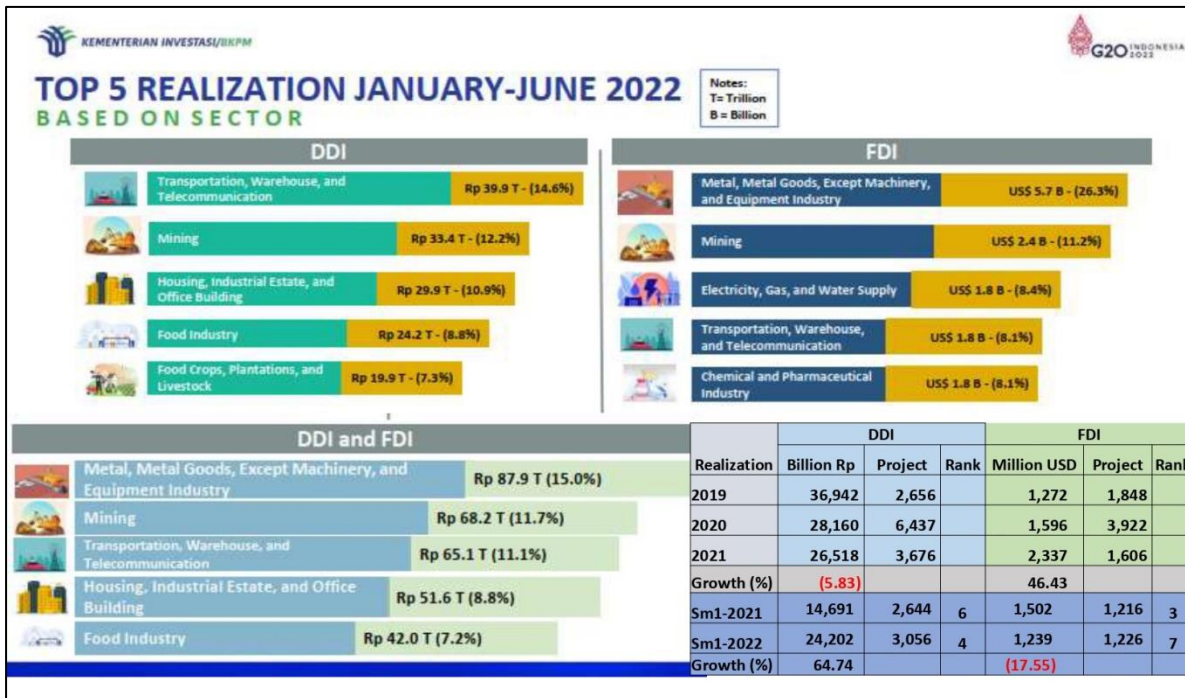 KEMENTERIAN INVESTASI/BKPM
G20 INDONESIA 2022
TOP 5 REALIZATION JANUARY-JUNE 2022
BASED ON SECTOR
Notes:
T= Trillion
B = Billion
DDI
Transportation, Warehouse, and
Telecommunication
Rp 39.9 T - (14.6%)
Mining
Rp 33.4 T - (12.2%)
Housing, Industrial Estate, and
Office Building
Rp 29.9 T - (10.9%)
Food Industry
Rp 24.2 T - (8.8%)
Food Crops, Plantations, and
Livestock
Rp 19.9 T - (7.3%)
FDI
Metal, Metal Goods, Except Machinery,
and Equipment Industry
US$ 5.7 B - (26.3%)
Mining
US$ 2.4 B - (11.2%)
Electricity, Gas, and Water Supply
US$ 1.8 B - (8.4%)
Transportation, Warehouse,
and Telecommunication
US$ 1.8 B - (8.1%)
Chemical and Pharmaceutical
Industry
US$ 1.8 B - (8.1%)
DDI and FDI
Metal, Metal Goods, Except Machinery, and
Equipment Industry
Rp 87.9 T (15.0%)
Mining
Rp 68.2 T (11.7%)
Transportation, Warehouse, and
Telecommunication
Rp 65.1 T (11.1%)
Housing, Industrial Estate, and Office
Building
Rp 51.6 T (8.8%)
Food Industry
Rp 42.0 T (7.2%)
DDI FDI
Realization Billion Rp Project Rank Million USD Project Rank
2019 36,942 2,656 1,272 1,848
2020 28,160 6,437 1,596 3,922
2021 26,518 3,676 2,337 1,606
Growth (%) (5.83) 46.43
Sm1-2021 14,691 2,644 6 1,502 1,216 3
Sm1-2022 24,202 3,056 4 1,239 1,226 7
Growth (%) 64.74 (17.55)